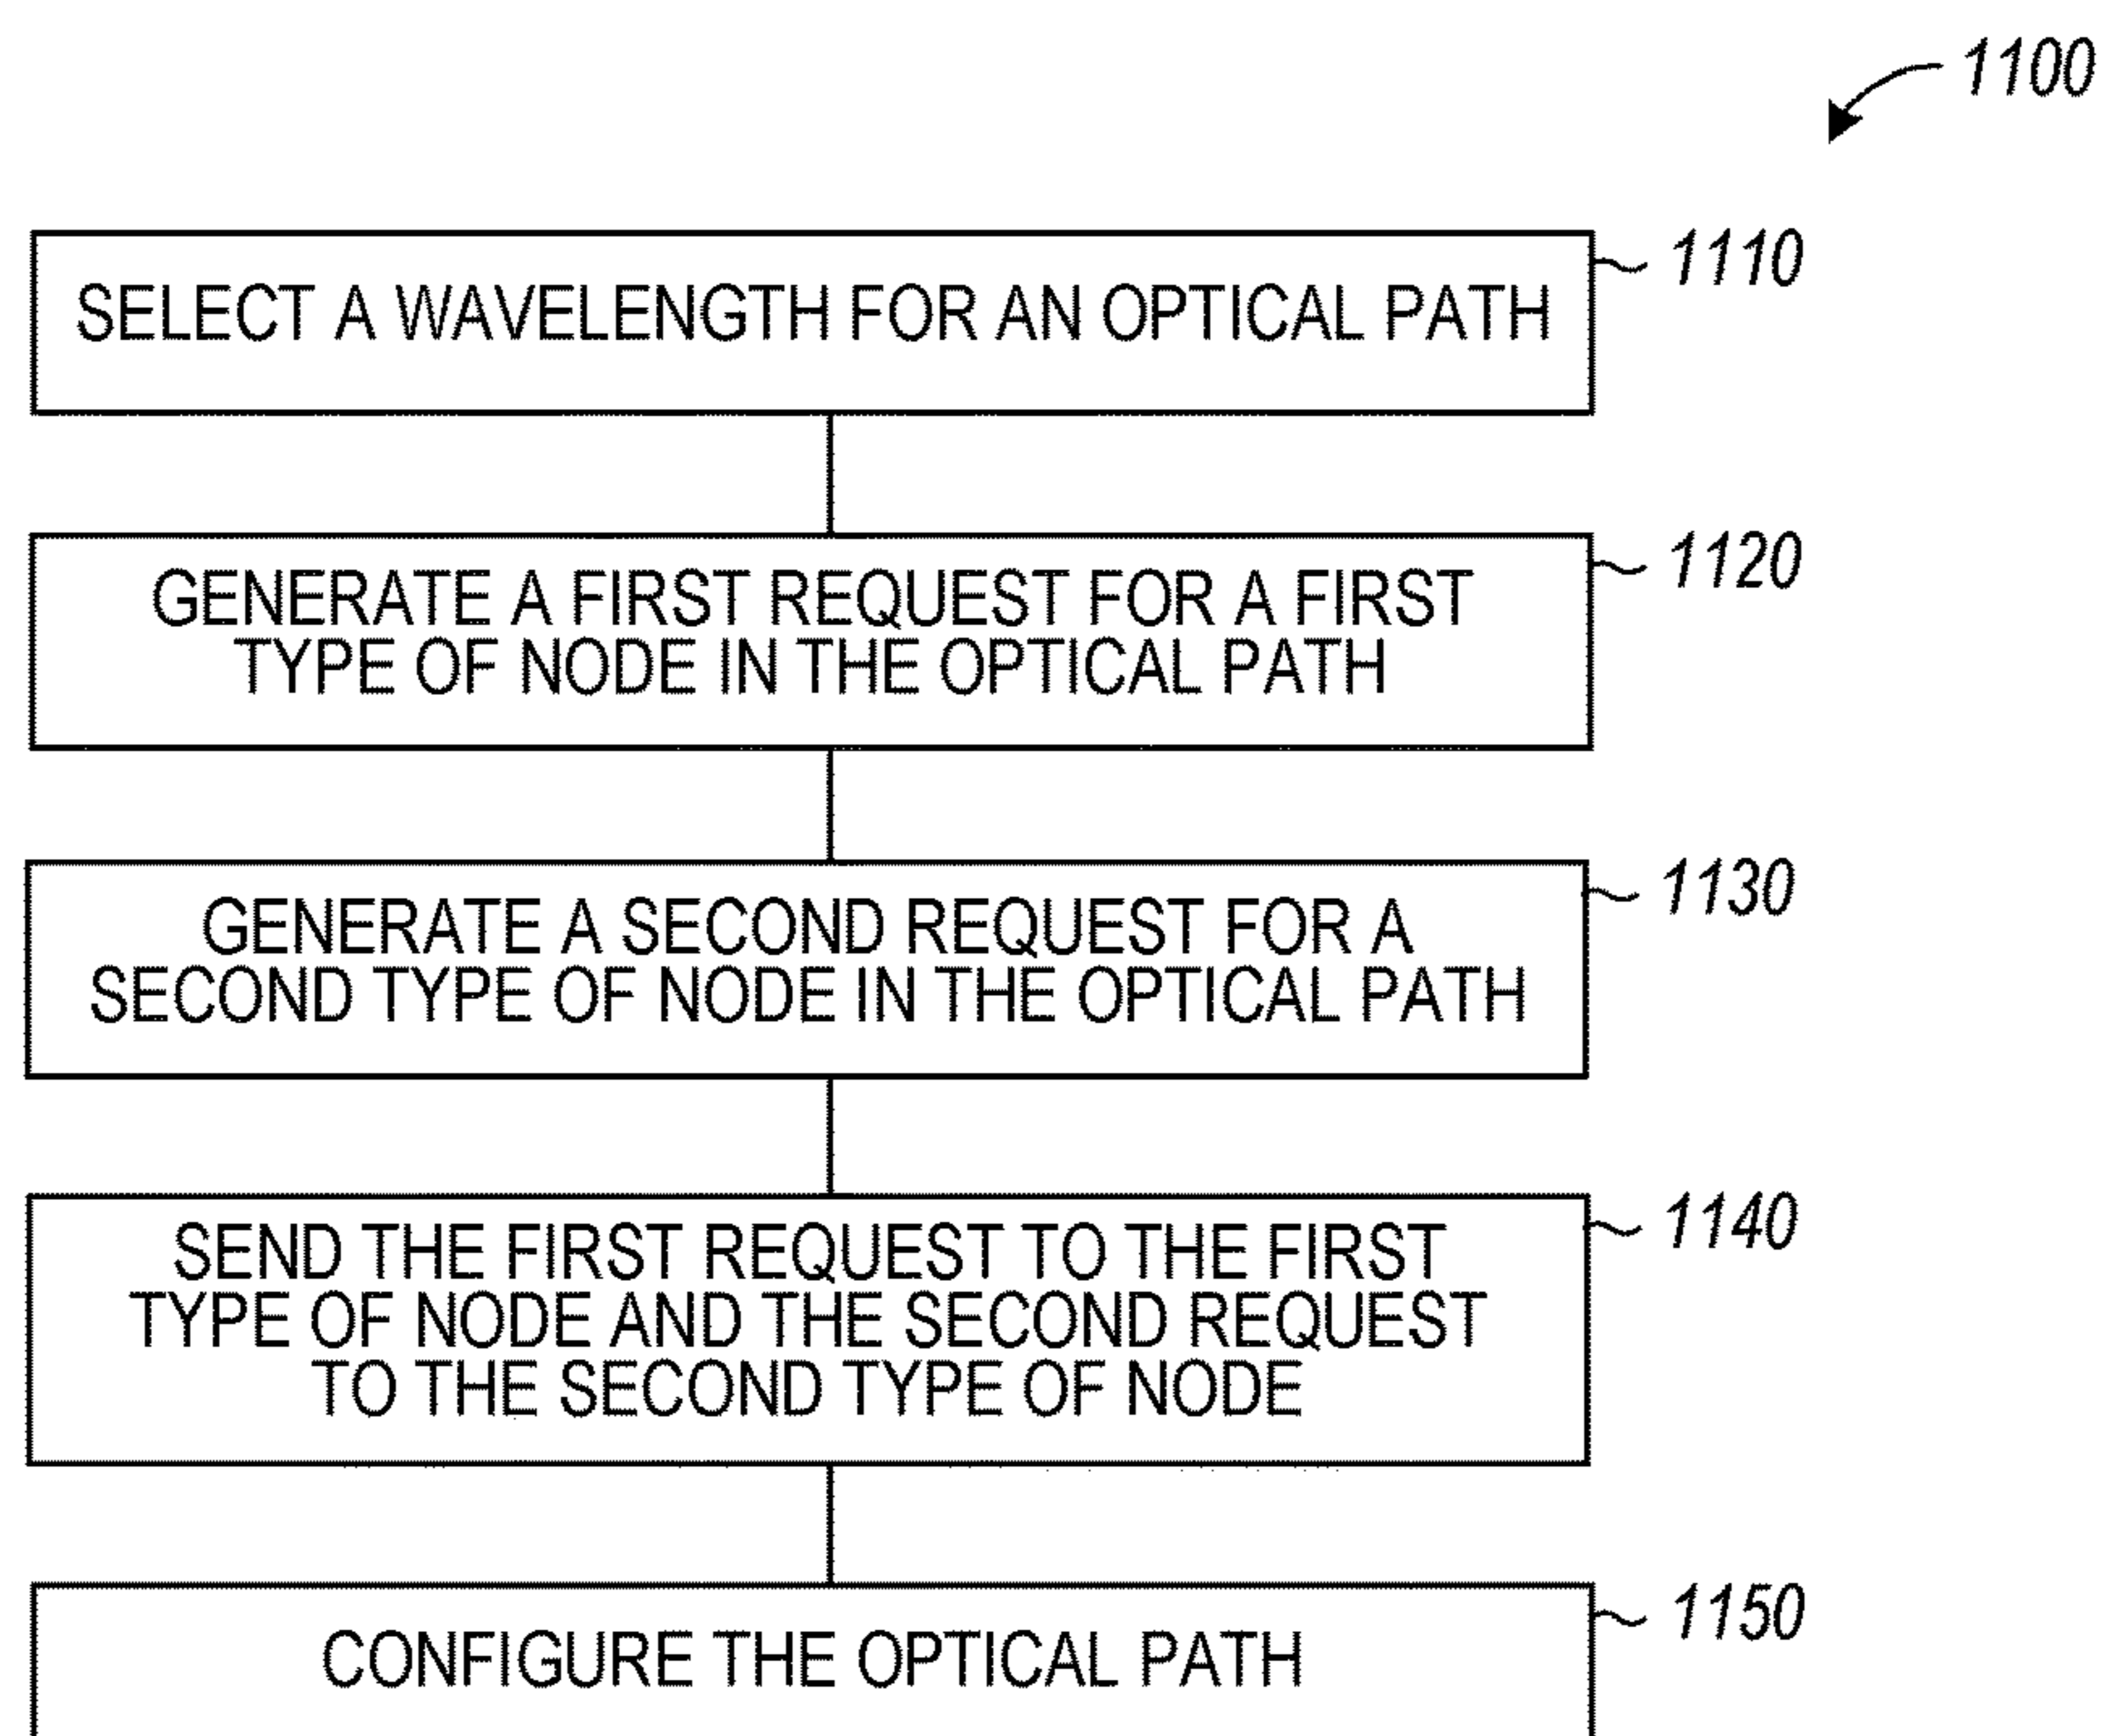 1100
SELECT A WAVELENGTH FOR AN OPTICAL PATH
1110
GENERATE A FIRST REQUEST FOR A FIRST
TYPE OF NODE IN THE OPTICAL PATH
1120
GENERATE A SECOND REQUEST FOR A
SECOND TYPE OF NODE IN THE OPTICAL PATH
1130
SEND THE FIRST REQUEST TO THE FIRST
TYPE OF NODE AND THE SECOND REQUEST
TO THE SECOND TYPE OF NODE
1140
CONFIGURE THE OPTICAL PATH
1150